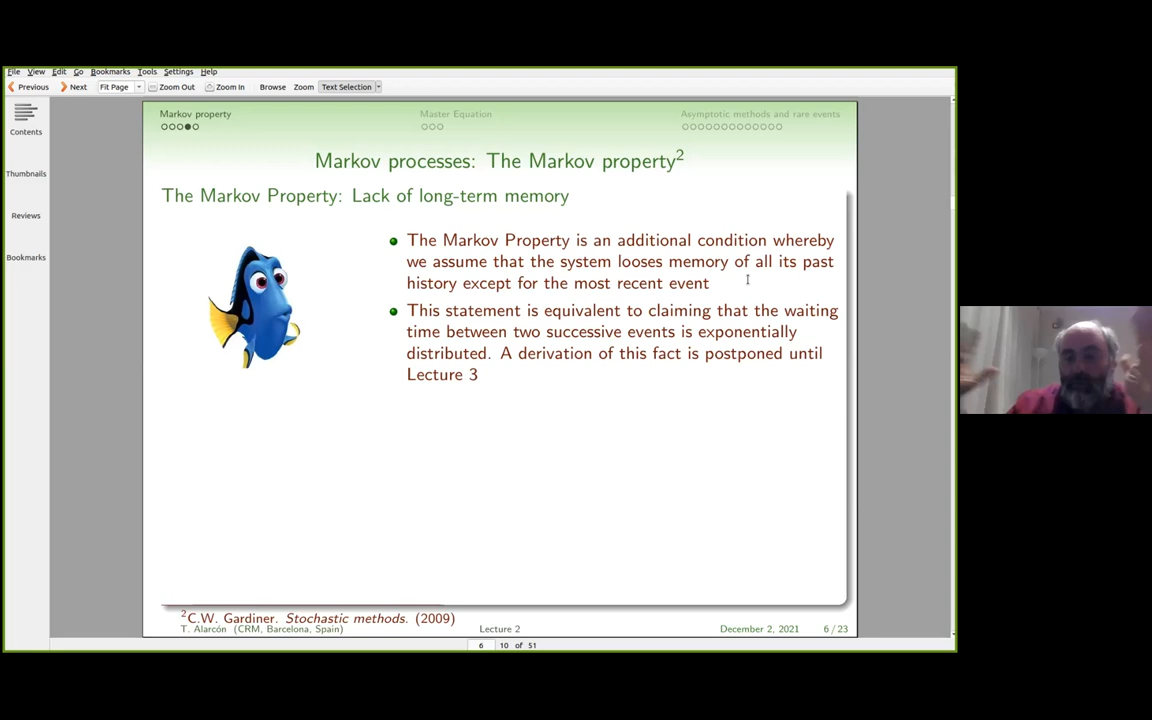 File View Edit Go Bookmarks Tools Settings Help
Previous Next Fit Page Zoom Out Zoom In Browse Zoom Text Selection
Contents
Thumbnails
Reviews
Bookmarks
Markov property Master Equation Asymptotic methods and rare events
Markov processes: The Markov property2
The Markov Property: Lack of long-term memory
The Markov Property is an additional condition whereby
we assume that the system looses memory of all its past
history except for the most recent event
This statement is equivalent to claiming that the waiting
time between two successive events is exponentially
distributed. A derivation of this fact is postponed until
Lecture 3
2C.W. Gardiner. Stochastic methods. (2009)
T. Alarcón (CRM, Barcelona, Spain) Lecture 2 December 2, 2021 6 / 23
6 10 of 51